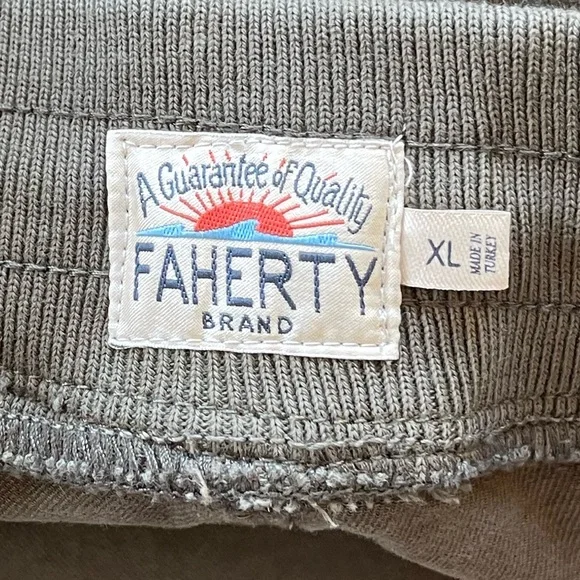 A Guarantee of Quality
FAHERTY
BRAND
XL
MADE IN
TURKEY